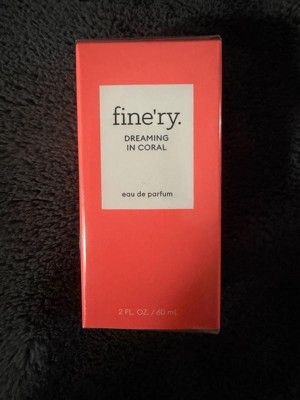 fine'ry.
DREAMING
IN CORAL
eau de parfum
2 FL. OZ. / 60 mL